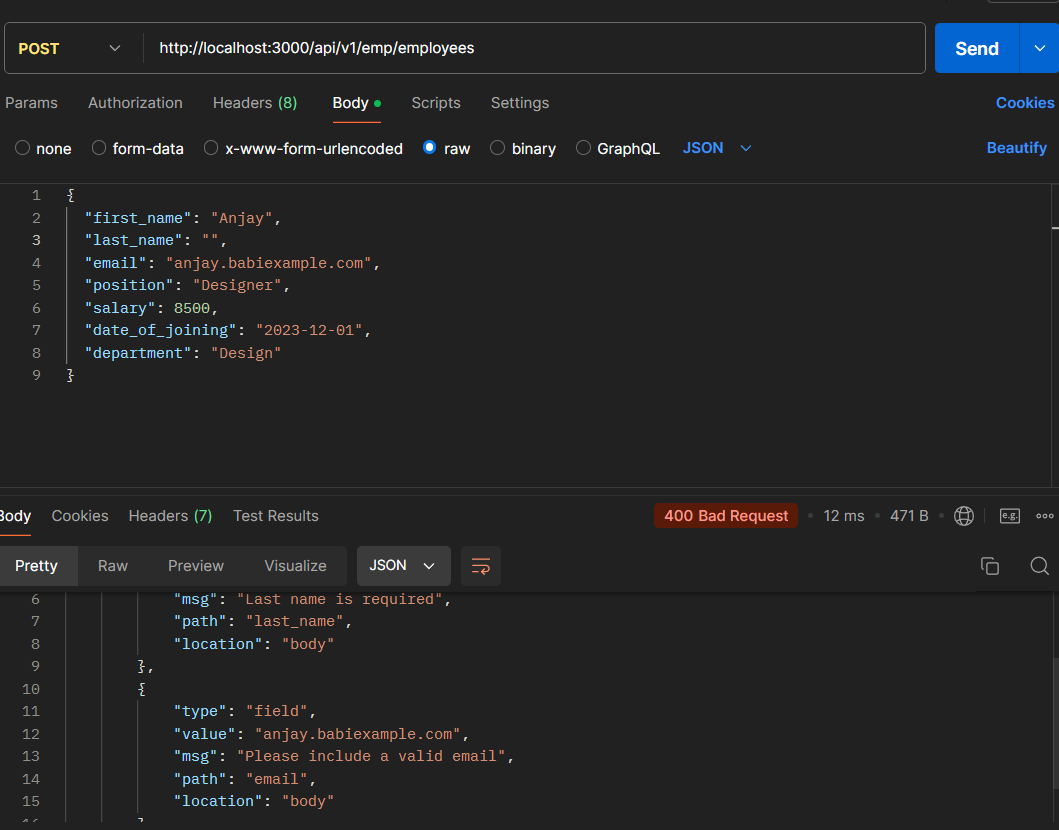 POST http://localhost:3000/api/v1/emp/employees Send
Params Authorization Headers (8) Body Scripts Settings Cookies
none form-data x-www-form-urlencoded raw binary GraphQL JSON Beautify
1 {
2 "first_name": "Anjay",
3 "last_name": "",
4 "email": "anjay.babiexample.com",
5 "position": "Designer",
6 "salary": 8500,
7 "date_of_joining": "2023-12-01",
8 "department": "Design"
9 }
Body Cookies Headers (7) Test Results 400 Bad Request 12 ms 471 B e.g.
Pretty Raw Preview Visualize JSON
6 "msg": "Last name is required",
7 "path": "last_name",
8 "location": "body"
9 },
10 {
11 "type": "field",
12 "value": "anjay.babiexample.com",
13 "msg": "Please include a valid email",
14 "path": "email",
15 "location": "body"